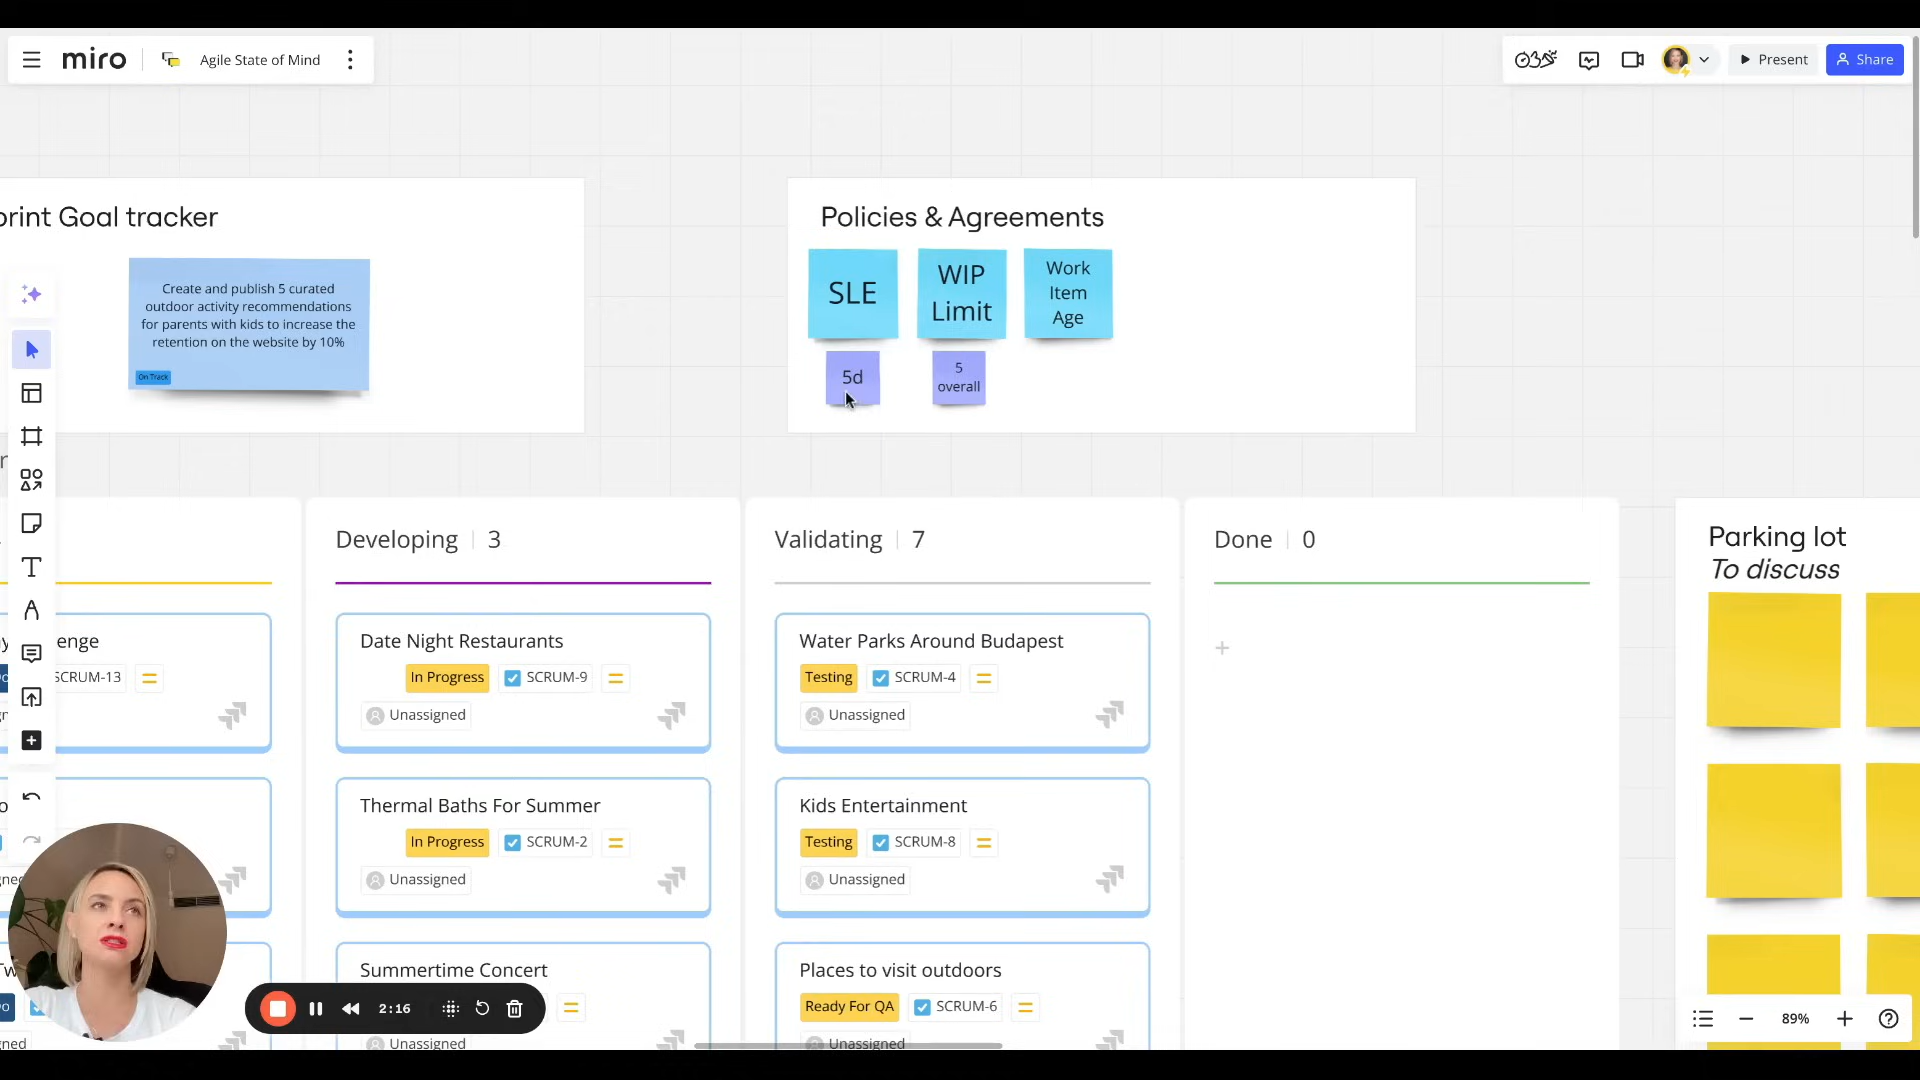 miro
Agile State of Mind
Present
Share
print Goal tracker
Create and publish 5 curated
outdoor activity recommendations
for parents with kids to increase the
retention on the website by 10%
On Track
Policies & Agreements
SLE
WIP
Limit
Work
Item
Age
5d
5
overall
Developing 3
Validating 7
Done 0
Parking lot
To discuss
enge
SCRUM-13
Date Night Restaurants
In Progress
SCRUM-9
Unassigned
Water Parks Around Budapest
Testing
SCRUM-4
Unassigned
Thermal Baths For Summer
In Progress
SCRUM-2
Unassigned
Kids Entertainment
Testing
SCRUM-8
Unassigned
Summertime Concert
Places to visit outdoors
Ready For QA
SCRUM-6
Unassigned
Unassigned
2:16
89%